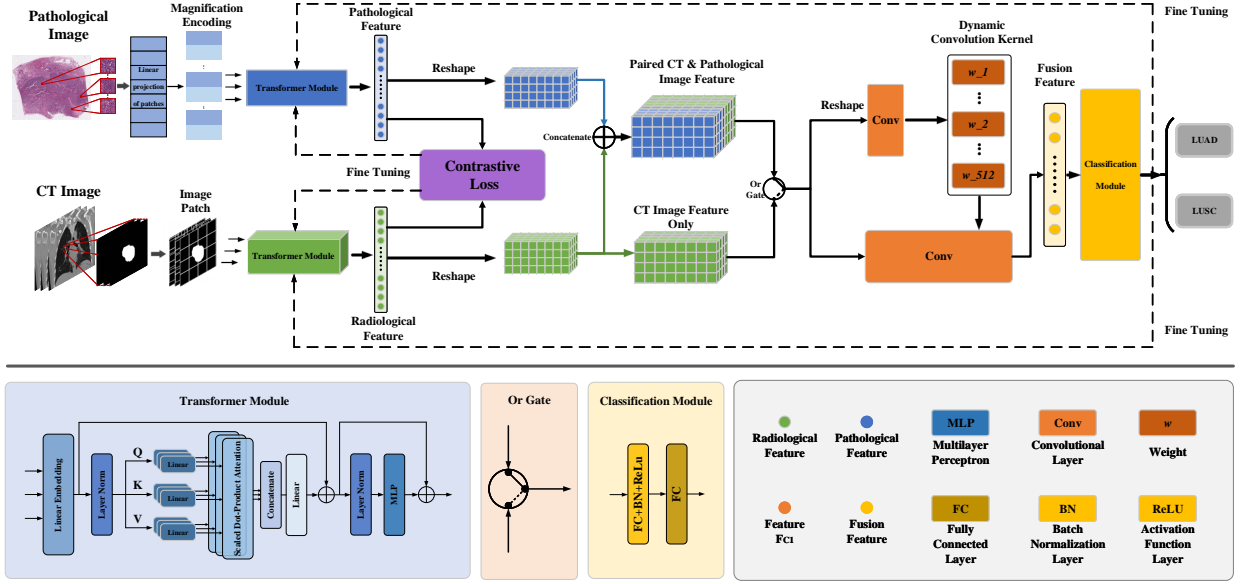 Pathological
Image
Magnification
Encoding
Linear
projection
of patches
Transformer Module
Pathological
Feature
Reshape
Concatenate
Paired CT & Pathological
Image Feature
Reshape
Conv
Dynamic
Convolution Kernel
w_1
w_2
w_512
Fusion
Feature
Fine Tuning
Classification
Module
LUAD
LUSC
Fine Tuning
Contrastive
Loss
Or
Gate
CT Image
Image
Patch
Transformer Module
Radiological
Feature
Reshape
CT Image Feature
Only
Conv
Fine Tuning
Transformer Module
Linear Embedding
Layer Norm
Q
K
V
Linear
Linear
Linear
Scaled Dot-Product Attention
Concatenate
Linear
Layer Norm
MLP
Or Gate
Classification Module
FC+BN+ReLu
FC
Radiological
Feature
Pathological
Feature
MLP
Multilayer
Perceptron
Conv
Convolutional
Layer
w
Weight
Feature
FCI
Fusion
Feature
FC
Fully
Connected
Layer
BN
Batch
Normalization
Layer
ReLU
Activation
Function
Layer